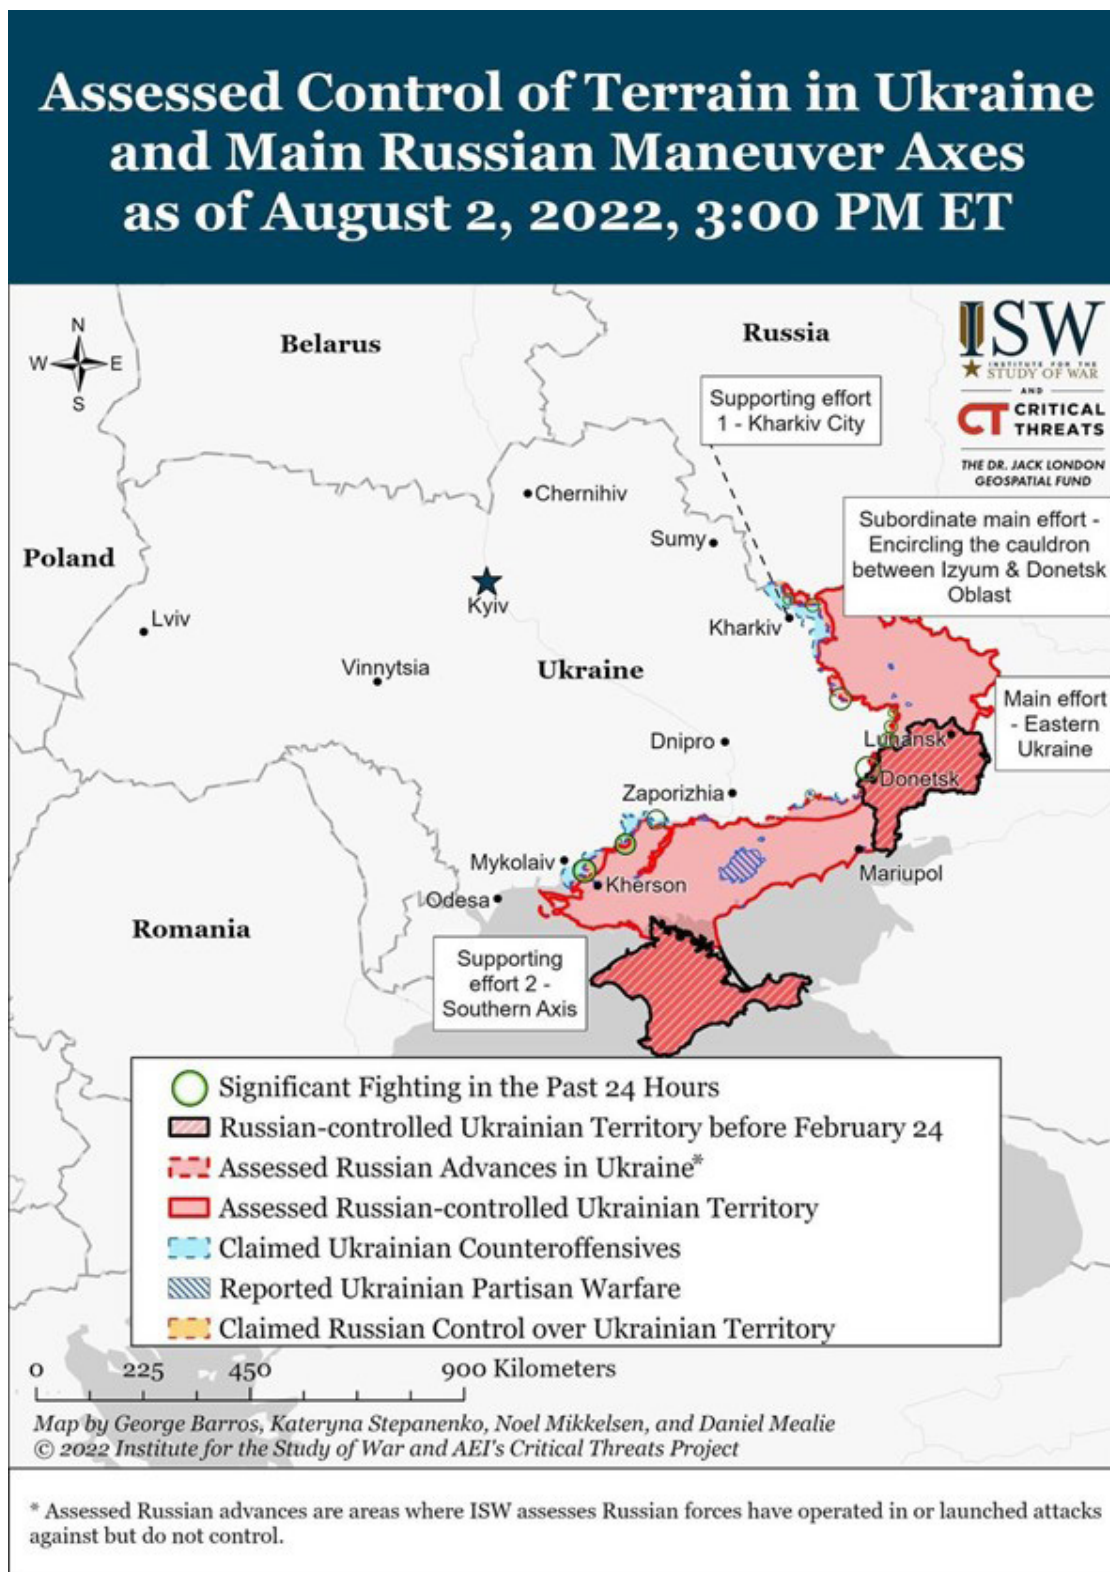 Assessed Control of Terrain in Ukraine
and Main Russian Maneuver Axes
as of August 2, 2022, 3:00 PM ET
N
W E
S
Belarus
Russia
ISW
INSTITUTE FOR THE
STUDY OF WAR
AND
CT CRITICAL
THREATS
THE DR. JACK LONDON
GEOSPATIAL FUND
Supporting effort
1 - Kharkiv City
Chernihiv
Subordinate main effort -
Encircling the cauldron
between Izyum & Donetsk
Oblast
Sumy
Poland
Kyiv
Lviv
Kharkiv
Vinnytsia
Ukraine
Main effort
- Eastern
Ukraine
Dnipro
Luhansk
Donetsk
Zaporizhia
Mykolaiv
Mariupol
Kherson
Odesa
Romania
Supporting
effort 2 -
Southern Axis
Significant Fighting in the Past 24 Hours
Russian-controlled Ukrainian Territory before February 24
Assessed Russian Advances in Ukraine*
Assessed Russian-controlled Ukrainian Territory
Claimed Ukrainian Counteroffensives
Reported Ukrainian Partisan Warfare
Claimed Russian Control over Ukrainian Territory
0 225 450 900 Kilometers
Map by George Barros, Kateryna Stepanenko, Noel Mikkelsen, and Daniel Mealie
© 2022 Institute for the Study of War and AEI's Critical Threats Project
* Assessed Russian advances are areas where ISW assesses Russian forces have operated in or launched attacks
against but do not control.